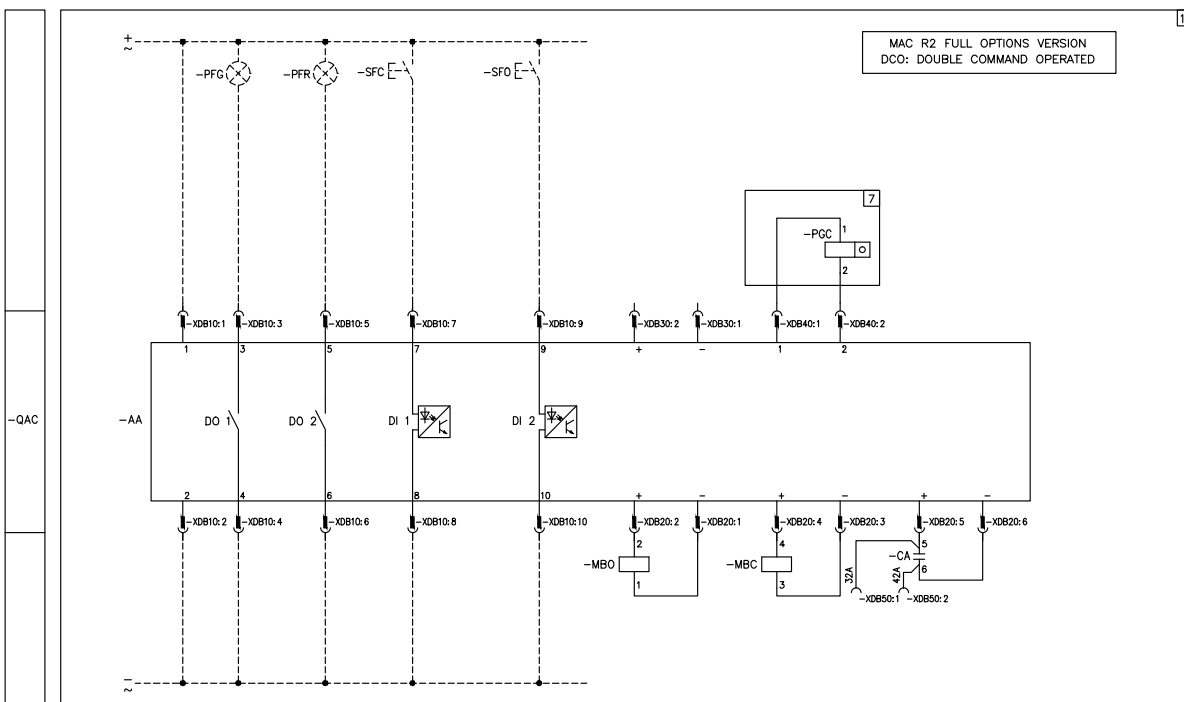 1
MAC R2 FULL OPTIONS VERSION
DCO: DOUBLE COMMAND OPERATED
+
~
-PFG
-PFR
-SFC
-SFO
7
-PGC
1
2
-XDB10:1
-XDB10:3
-XDB10:5
-XDB10:7
-XDB10:9
-XDB30:2
-XDB30:1
-XDB40:1
-XDB40:2
1 3 5 7 9 + - 1 2
-QAC
-AA
DO 1
DO 2
DI 1
DI 2
2 4 6 8 10 + - + - + -
-XDB10:2
-XDB10:4
-XDB10:6
-XDB10:8
-XDB10:10
-XDB20:2
-XDB20:1
-XDB20:4
-XDB20:3
-XDB20:5
-XDB20:6
2
-MBO
1
4
-MBC
3
5
-CA
6
32A
42A
-XDB50:1
-XDB50:2
-
~